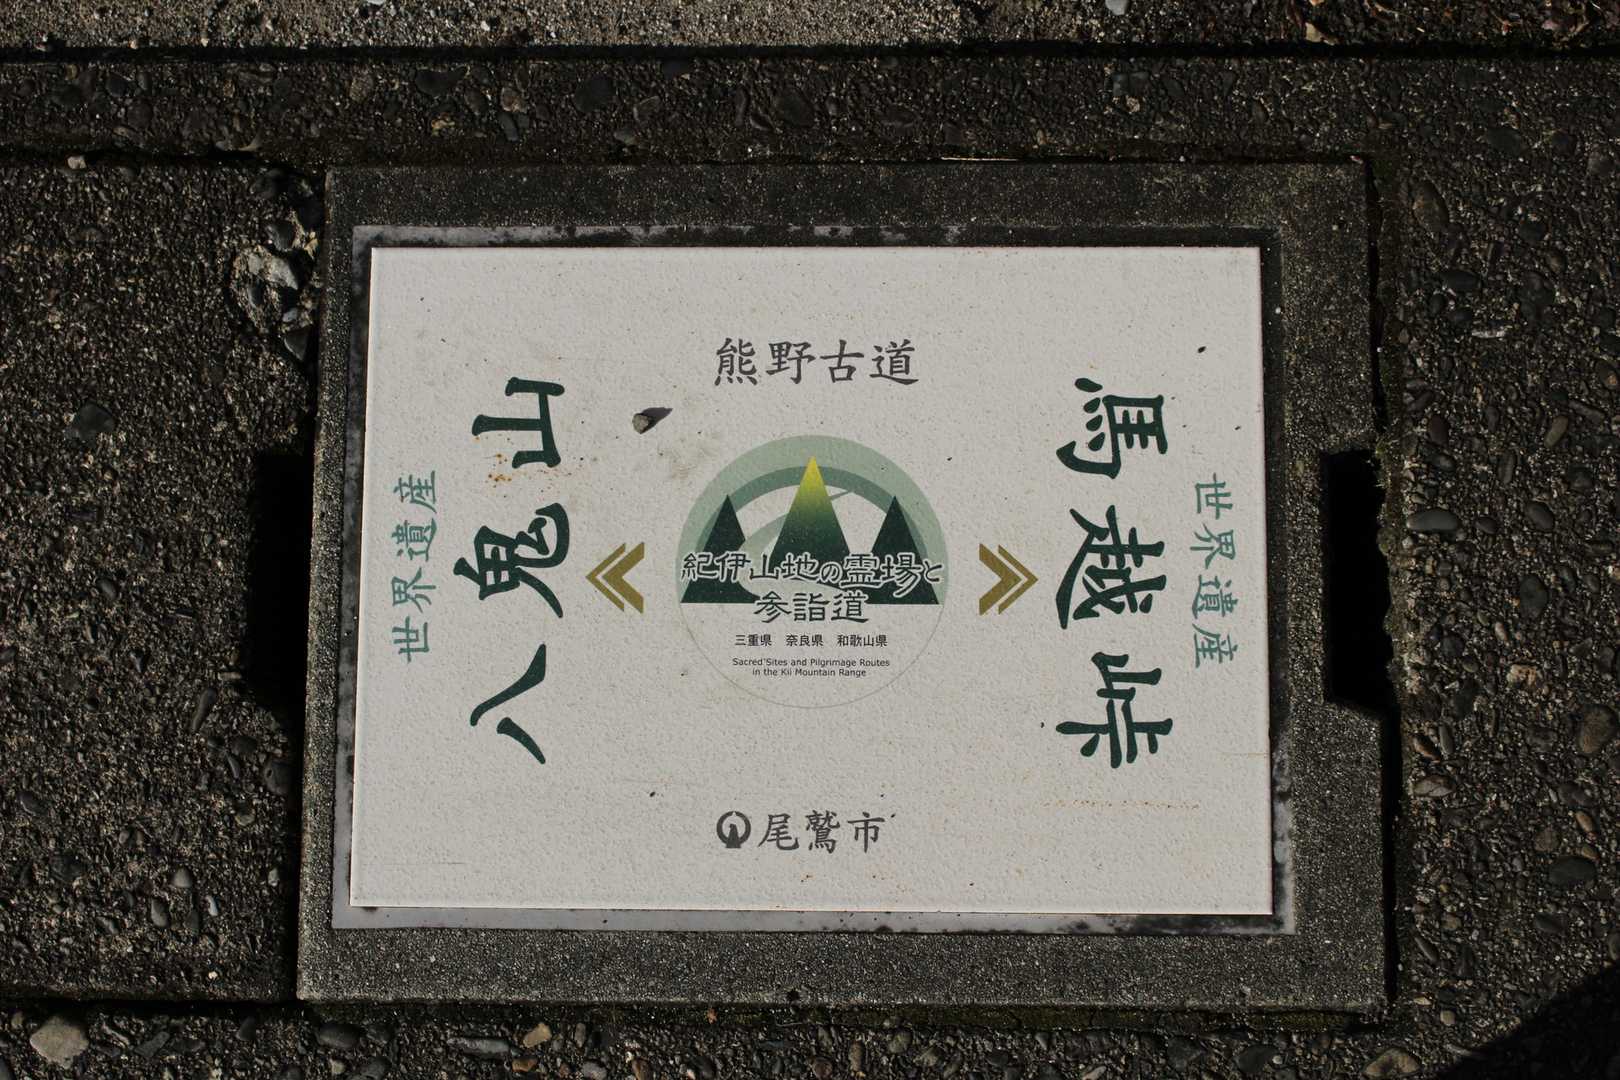 熊野古道
世界遺産
八鬼山
馬越峠
世界遺産
紀伊山地の霊場と
参詣道
三重県 奈良県 和歌山県
Sacred Sites and Pilgrimage Routes
in the Kii Mountain Range
尾鷲市